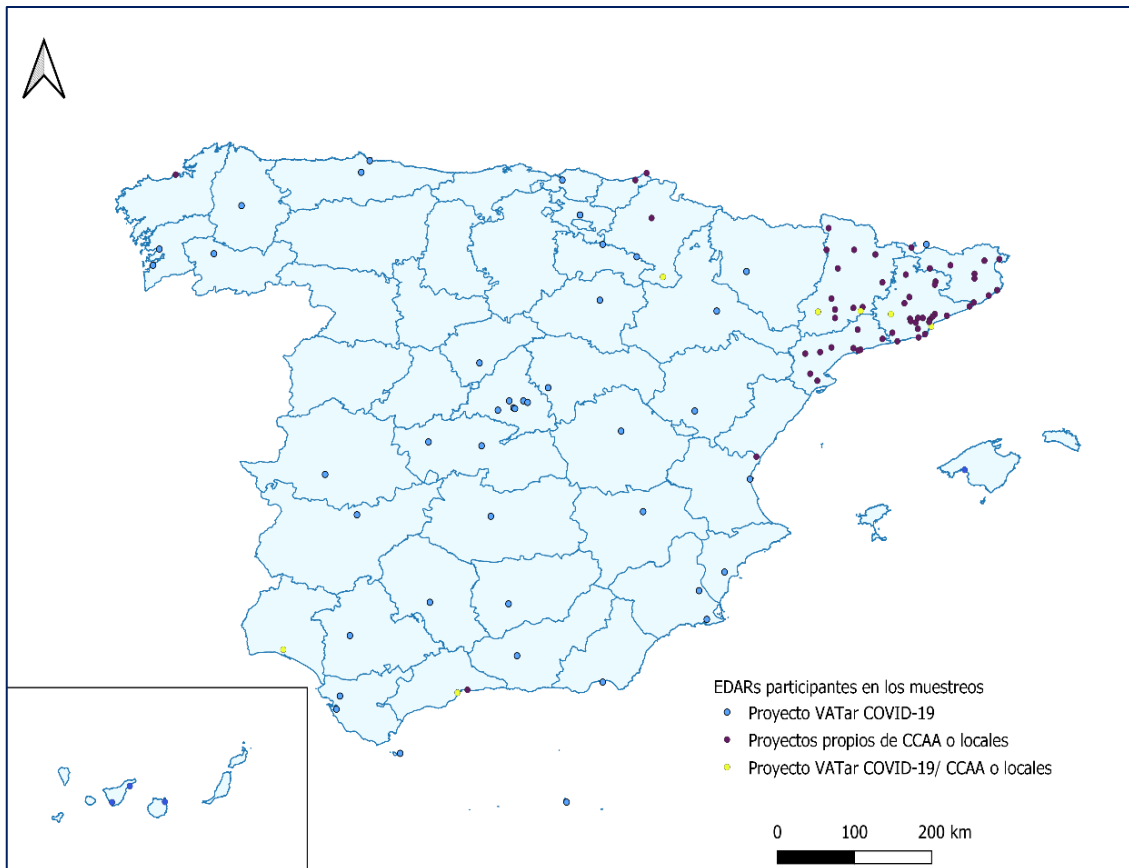 EDARs participantes en los muestreos
Proyecto VATar COVID-19
Proyectos propios de CCAA o locales
Proyecto VATar COVID-19/ CCAA o locales
0 100 200 km